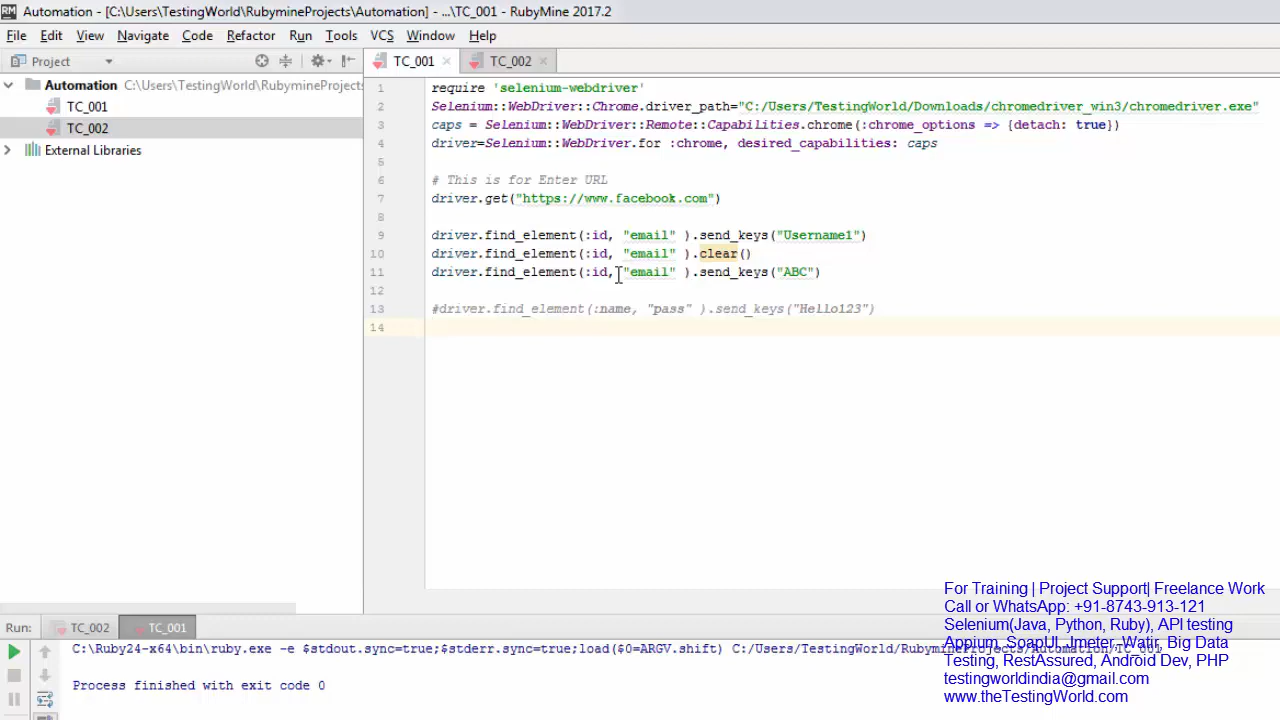 Automation - [C:\Users\TestingWorld\RubymineProjects\Automation] - ...\TC_001 - RubyMine 2017.2
File Edit View Navigate Code Refactor Run Tools VCS Window Help
Project
TC_001
TC_002
Automation C:\Users\TestingWorld\RubymineProjects
TC_001
TC_002
External Libraries
1 require 'selenium-webdriver'
2 Selenium::WebDriver::Chrome.driver_path="C:/Users/TestingWorld/Downloads/chromedriver_win3/chromedriver.exe"
3 caps = Selenium::WebDriver::Remote::Capabilities.chrome(:chrome_options => {detach: true})
4 driver=Selenium::WebDriver.for :chrome, desired_capabilities: caps
5
6 # This is for Enter URL
7 driver.get("https://www.facebook.com")
8
9 driver.find_element(:id, "email" ).send_keys("Username1")
10 driver.find_element(:id, "email" ).clear()
11 driver.find_element(:id, "email" ).send_keys("ABC")
12
13 #driver.find_element(:name, "pass" ).send_keys("Hello123")
14
Run: TC_002 TC_001
C:\Ruby24-x64\bin\ruby.exe -e $stdout.sync=true;$stderr.sync=true;load($0=ARGV.shift) C:/Users/TestingWorld/RubymineProjects/Automation/TC_001
Process finished with exit code 0
For Training | Project Support| Freelance Work
Call or WhatsApp: +91-8743-913-121
Selenium(Java, Python, Ruby), API testing
Appium, SoapUI, Jmeter, Watir, Big Data
Testing, RestAssured, Android Dev, PHP
testingworldindia@gmail.com
www.theTestingWorld.com